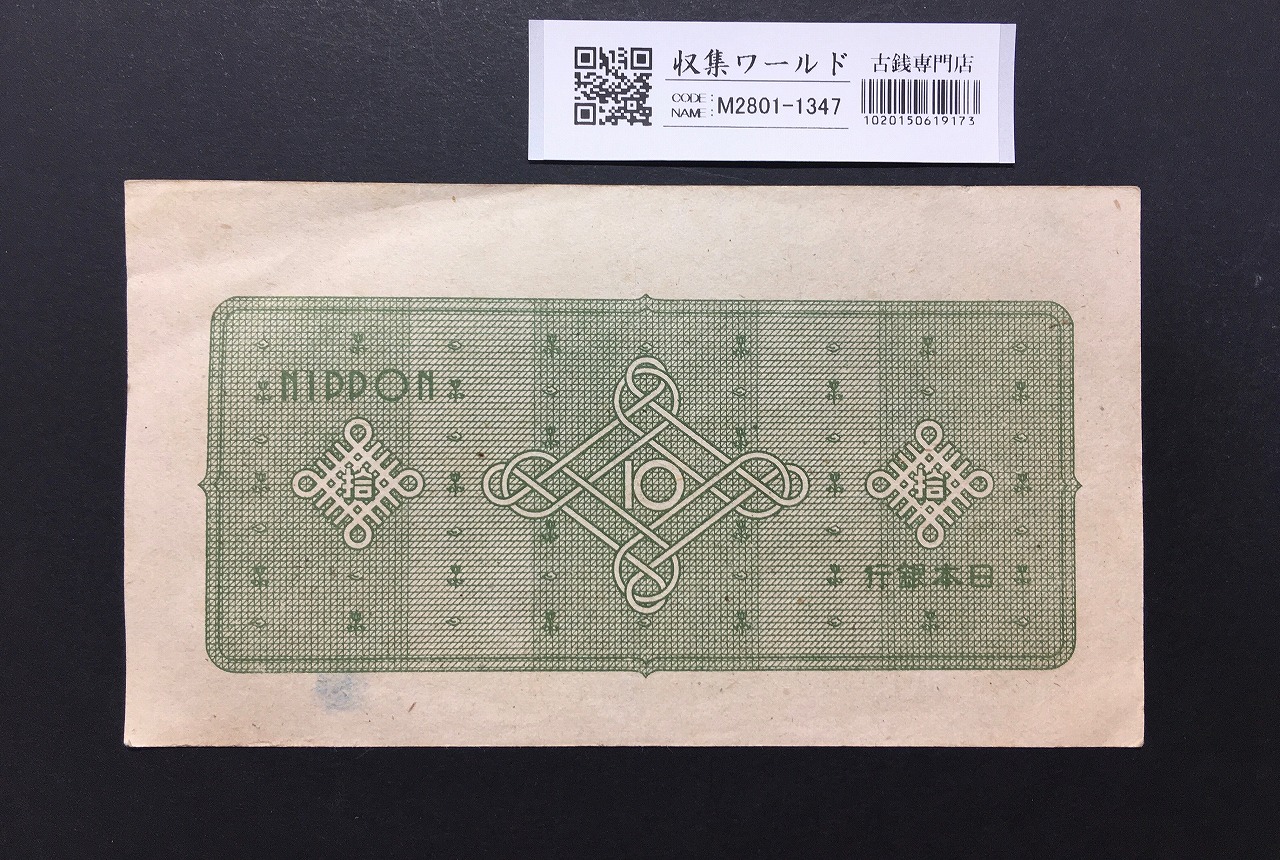 収集ワールド 古銭専門店
CODE:
NAME: M2801-1347
1020150619173
NIPPON
拾 10 拾
行銀本日